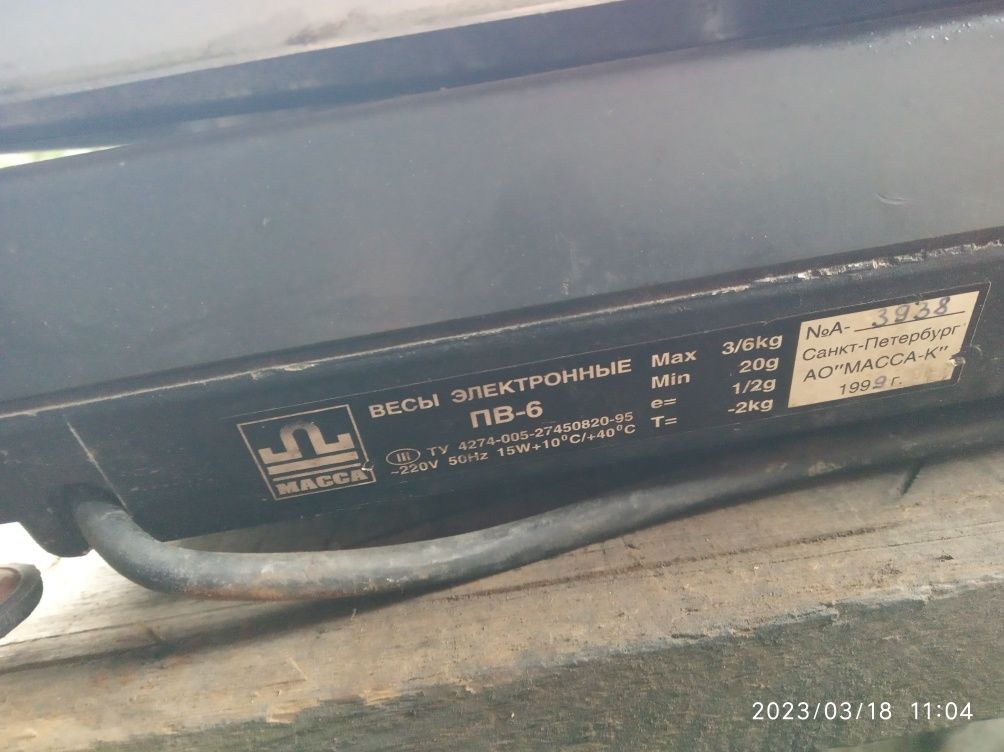 МАССА
ВЕСЫ ЭЛЕКТРОННЫЕ
ПВ-6
III ТУ 4274-005-27450820-95
~220V 50Hz 15W+10°C/+40°C
Max 3/6kg
Min 20g
e= 1/2g
T= -2kg
№А- 3938
Санкт-Петербург
АО"МАССА-К"
1999 г.
2023/03/18 11:04